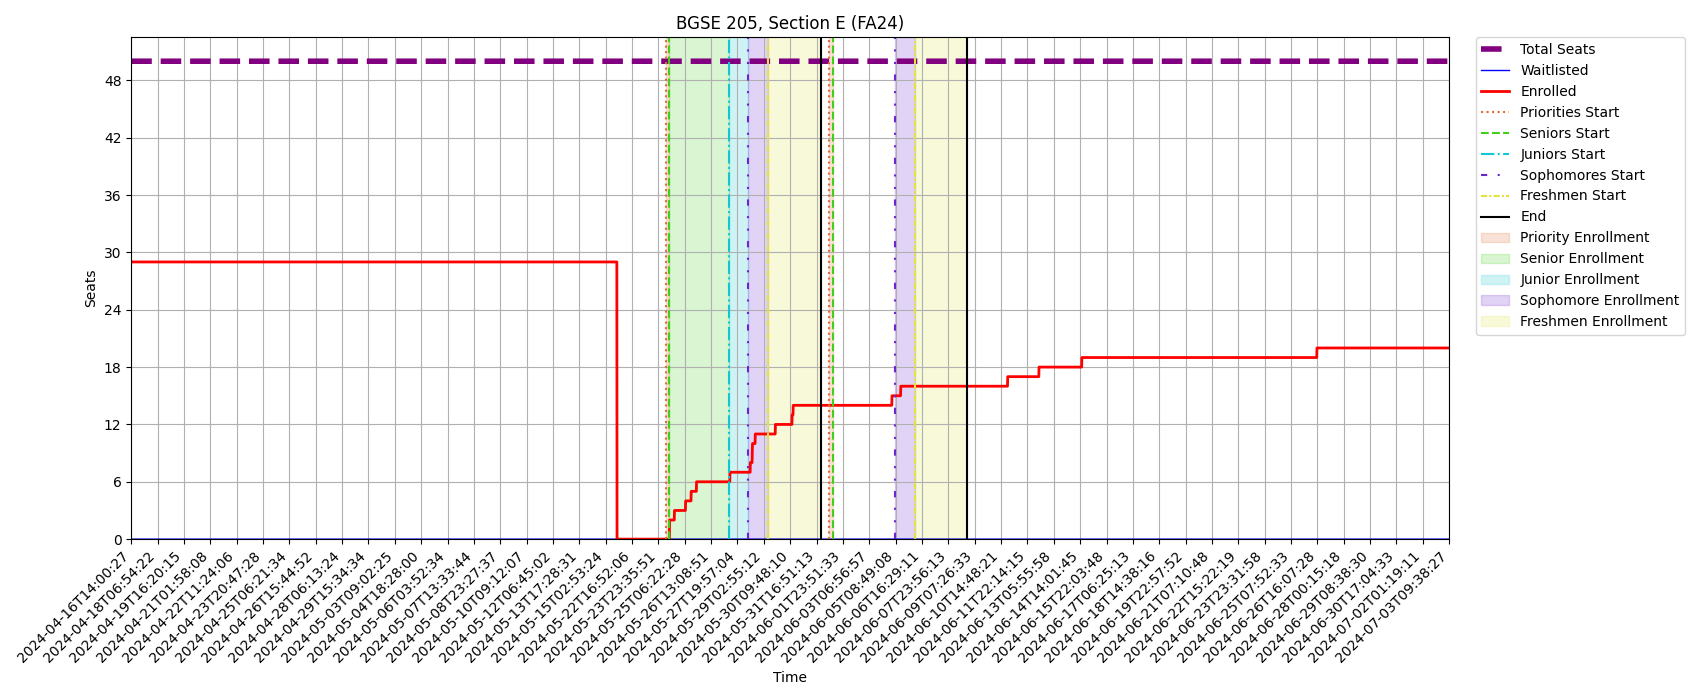 BGSE 205, Section E (FA24)
Seats
48
42
36
30
24
18
12
6
0
2024-04-16T14:00:27
2024-04-18T06:54:22
2024-04-19T16:20:15
2024-04-21T01:58:08
2024-04-22T11:24:06
2024-04-23T20:47:28
2024-04-25T06:21:34
2024-04-26T15:44:52
2024-04-28T06:13:24
2024-04-29T15:34:34
2024-05-03T09:02:25
2024-05-04T18:28:00
2024-05-06T03:52:34
2024-05-07T13:33:44
2024-05-08T23:27:37
2024-05-10T09:12:07
2024-05-12T06:45:02
2024-05-13T17:28:31
2024-05-15T02:53:24
2024-05-22T16:52:06
2024-05-23T23:35:51
2024-05-25T06:22:28
2024-05-26T13:08:51
2024-05-27T19:57:04
2024-05-29T02:55:12
2024-05-30T09:48:10
2024-05-31T16:51:13
2024-06-01T23:51:33
2024-06-03T06:56:57
2024-06-05T08:49:08
2024-06-06T16:29:11
2024-06-07T23:56:13
2024-06-09T07:26:33
2024-06-10T14:48:21
2024-06-11T22:14:15
2024-06-13T05:55:58
2024-06-14T14:01:45
2024-06-15T22:03:48
2024-06-17T06:25:13
2024-06-18T14:38:16
2024-06-19T22:57:52
2024-06-21T07:10:48
2024-06-22T15:22:19
2024-06-23T23:31:58
2024-06-25T07:52:33
2024-06-26T16:07:28
2024-06-28T00:15:18
2024-06-29T08:38:30
2024-06-30T17:04:33
2024-07-02T01:19:11
2024-07-03T09:38:27
Time
Total Seats
Waitlisted
Enrolled
Priorities Start
Seniors Start
Juniors Start
Sophomores Start
Freshmen Start
End
Priority Enrollment
Senior Enrollment
Junior Enrollment
Sophomore Enrollment
Freshmen Enrollment